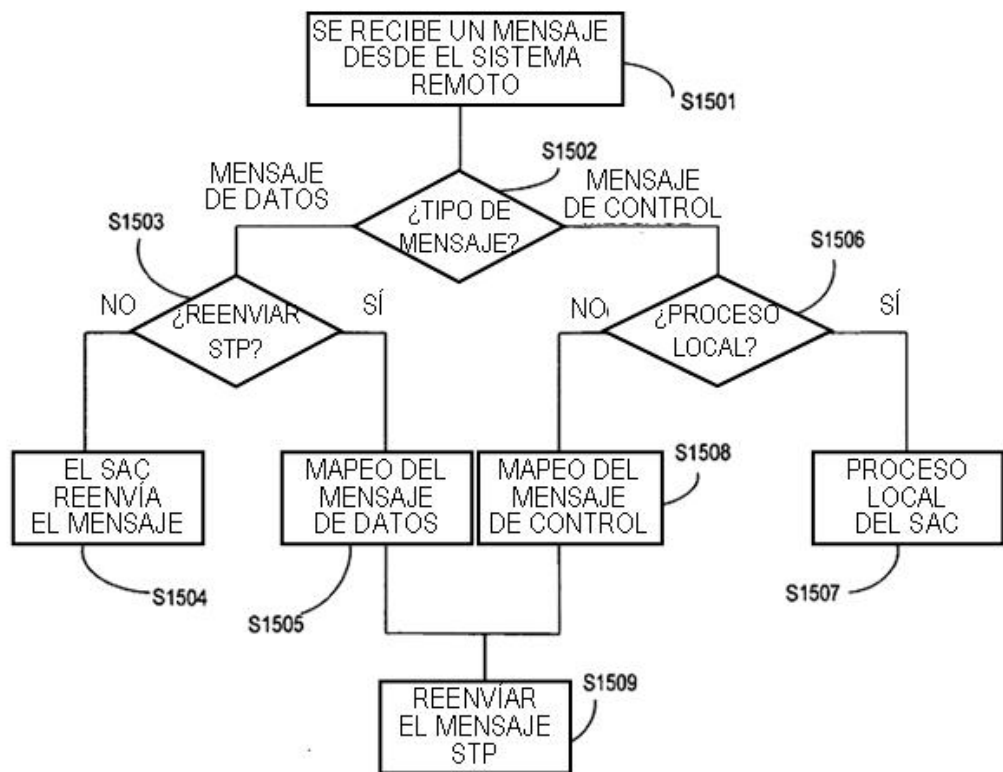 SE RECIBE UN MENSAJE
DESDE EL SISTEMA
REMOTO
S1501
S1502
MENSAJE
DE DATOS
¿TIPO DE
MENSAJE?
MENSAJE
DE CONTROL
S1503
S1506
NO
¿REENVIAR
STP?
SÍ
NO
¿PROCESO
LOCAL?
SÍ
EL SAC
REENVÍA
EL MENSAJE
MAPEO DEL
MENSAJE
DE DATOS
MAPEO DEL
MENSAJE
DE CONTROL
S1508
PROCESO
LOCAL
DEL SAC
S1504
S1505
S1507
REENVÍAR
EL MENSAJE
STP
S1509